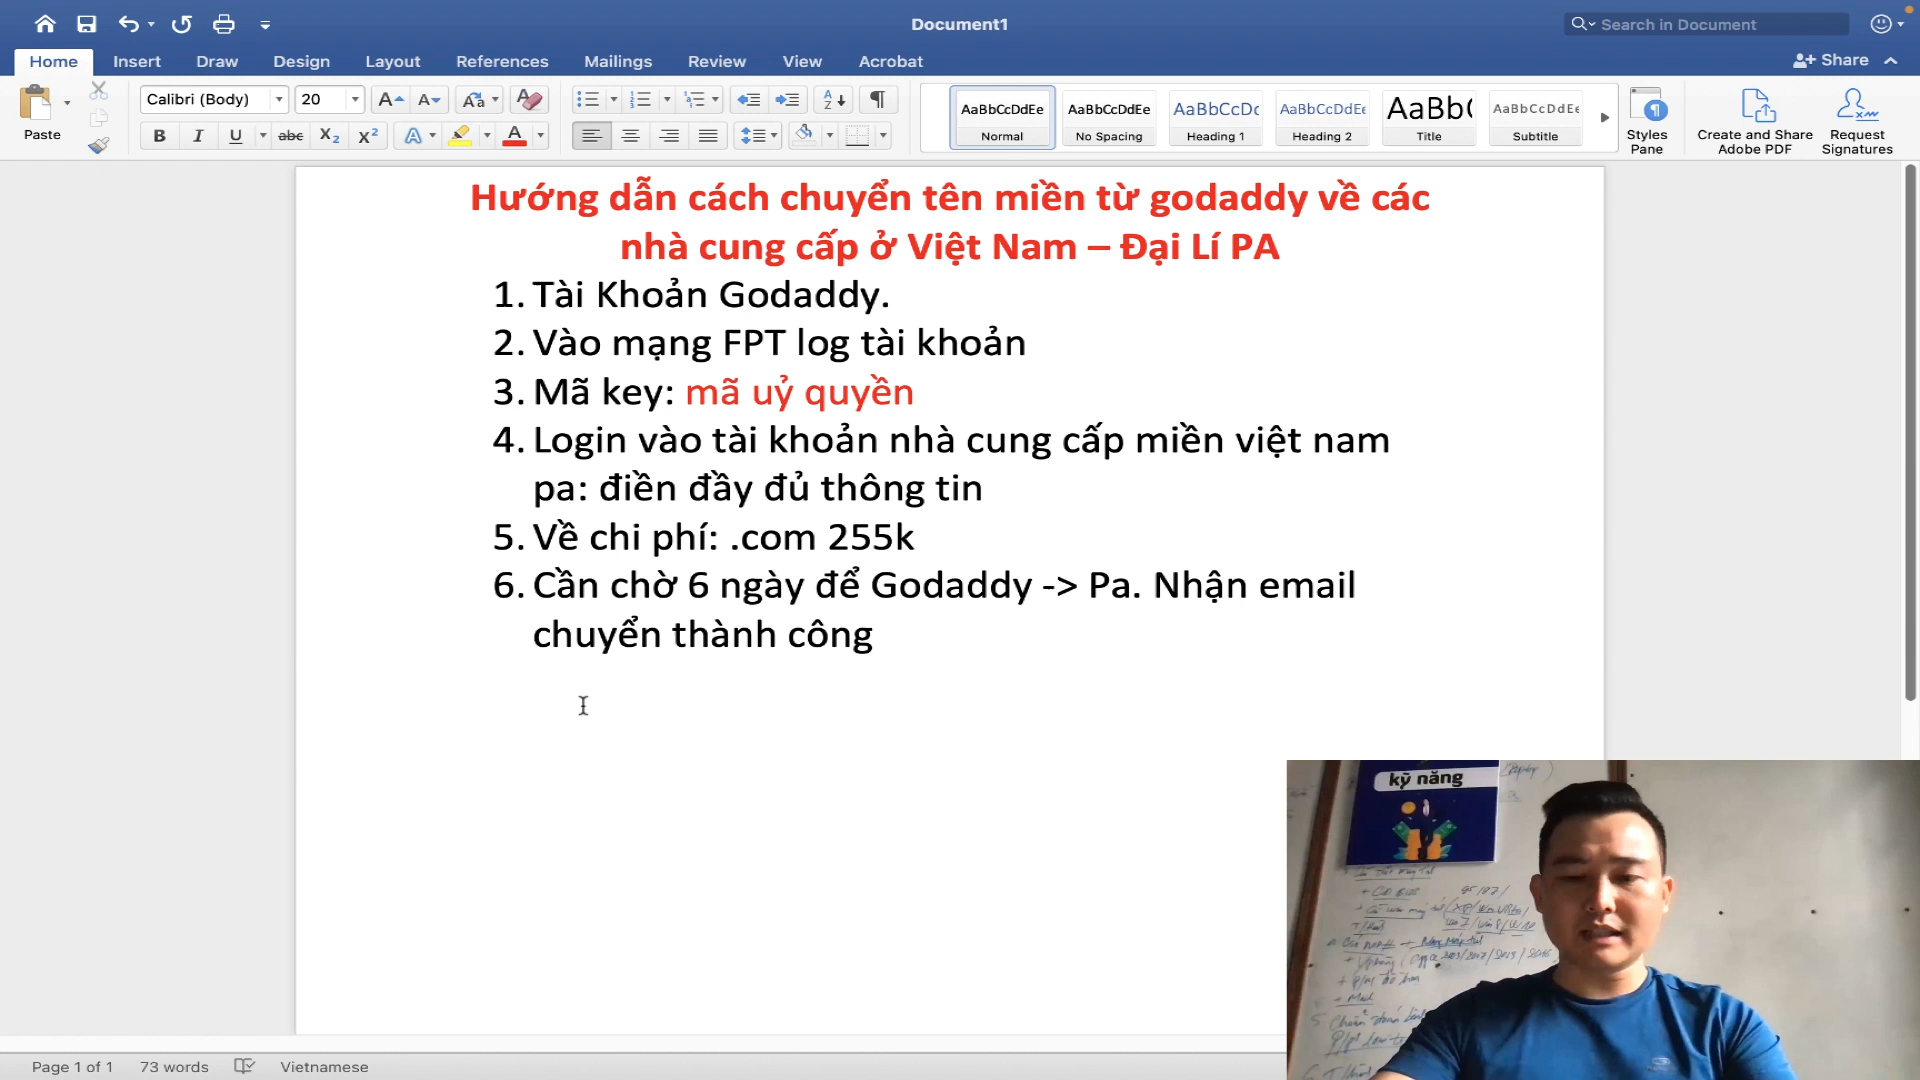 Document1
Search in Document
Home Insert Draw Design Layout References Mailings Review View Acrobat
Share
Paste
Calibri (Body) 20
AaBbCcDdEe AaBbCcDdEe AaBbCcDc AaBbCcDdEe AaBb( AaBbCcDdEe
Normal No Spacing Heading 1 Heading 2 Title Subtitle
Styles Pane
Create and Share Adobe PDF
Request Signatures
Hướng dẫn cách chuyển tên miền từ godaddy về các
nhà cung cấp ở Việt Nam – Đại Lí PA
1. Tài Khoản Godaddy.
2. Vào mạng FPT log tài khoản
3. Mã key: mã uỷ quyền
4. Login vào tài khoản nhà cung cấp miền việt nam
pa: điền đầy đủ thông tin
5. Về chi phí: .com 255k
6. Cần chờ 6 ngày để Godaddy -> Pa. Nhận email
chuyển thành công
kỹ năng
Page 1 of 1 73 words Vietnamese